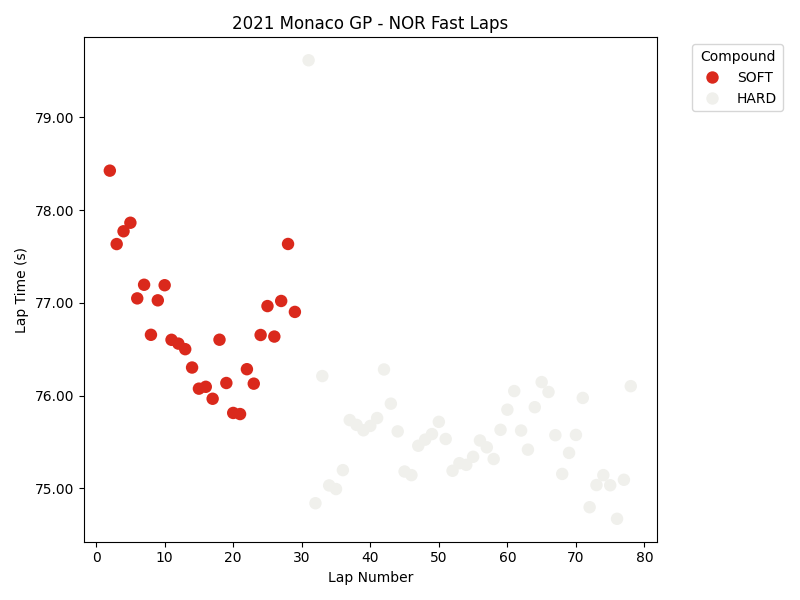 2021 Monaco GP - NOR Fast Laps
Compound
SOFT
HARD
79.00
78.00
77.00
76.00
75.00
Lap Time (s)
0 10 20 30 40 50 60 70 80
Lap Number